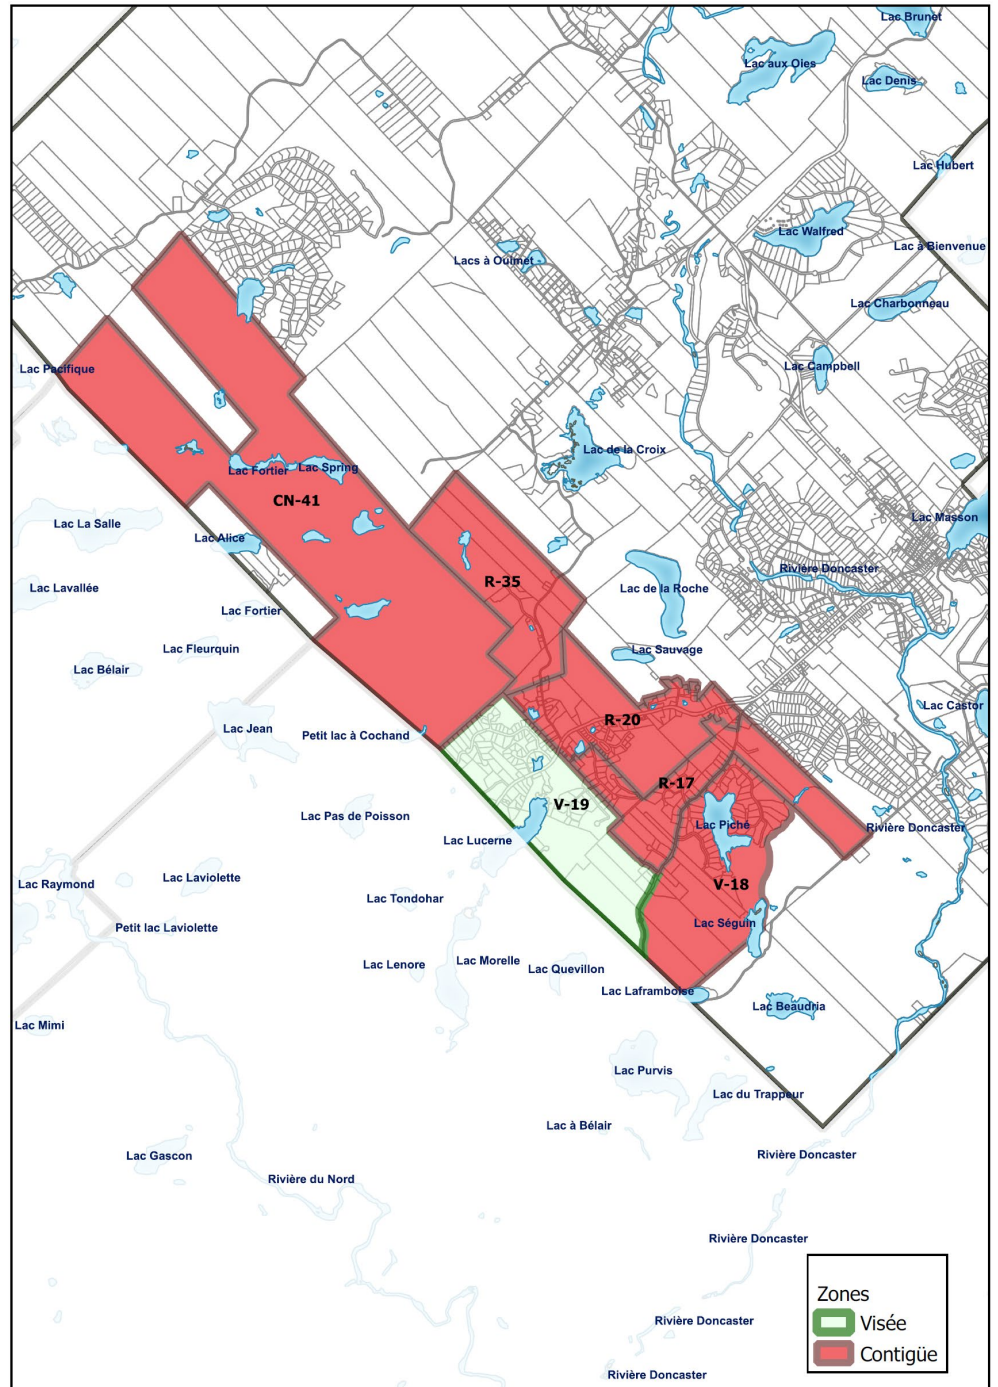 Lac Brunet
Lac aux Oies
Lac Denis
Lac Hubert
Lac Walfred
Lac à Bienvenue
Lacs à Ouimet
Lac Charbonneau
Lac Pacifique
Lac Campbell
Lac de la Croix
Lac Fortier
Lac Spring
CN-41
Lac La Salle
Lac Masson
Lac Alice
Rivière Doncaster
R-35
Lac Lavallée
Lac de la Roche
Lac Fortier
Lac Fleurquin
Lac Sauvage
Lac Bélair
Lac Castor
R-20
Lac Jean
Petit lac à Cochand
R-17
V-19
Lac Pas de Poisson
Lac Piché
Rivière Doncaster
Lac Lucerne
Lac Raymond
Lac Laviolette
V-18
Lac Tondohar
Petit lac Laviolette
Lac Séguin
Lac Lenore
Lac Morelle
Lac Quevillon
Lac Laframboise
Lac Beaudria
Lac Mimi
Lac Purvis
Lac du Trappeur
Lac à Bélair
Lac Gascon
Rivière Doncaster
Rivière du Nord
Rivière Doncaster
Zones
Visée
Contigüe
Rivière Doncaster
Rivière Doncaster